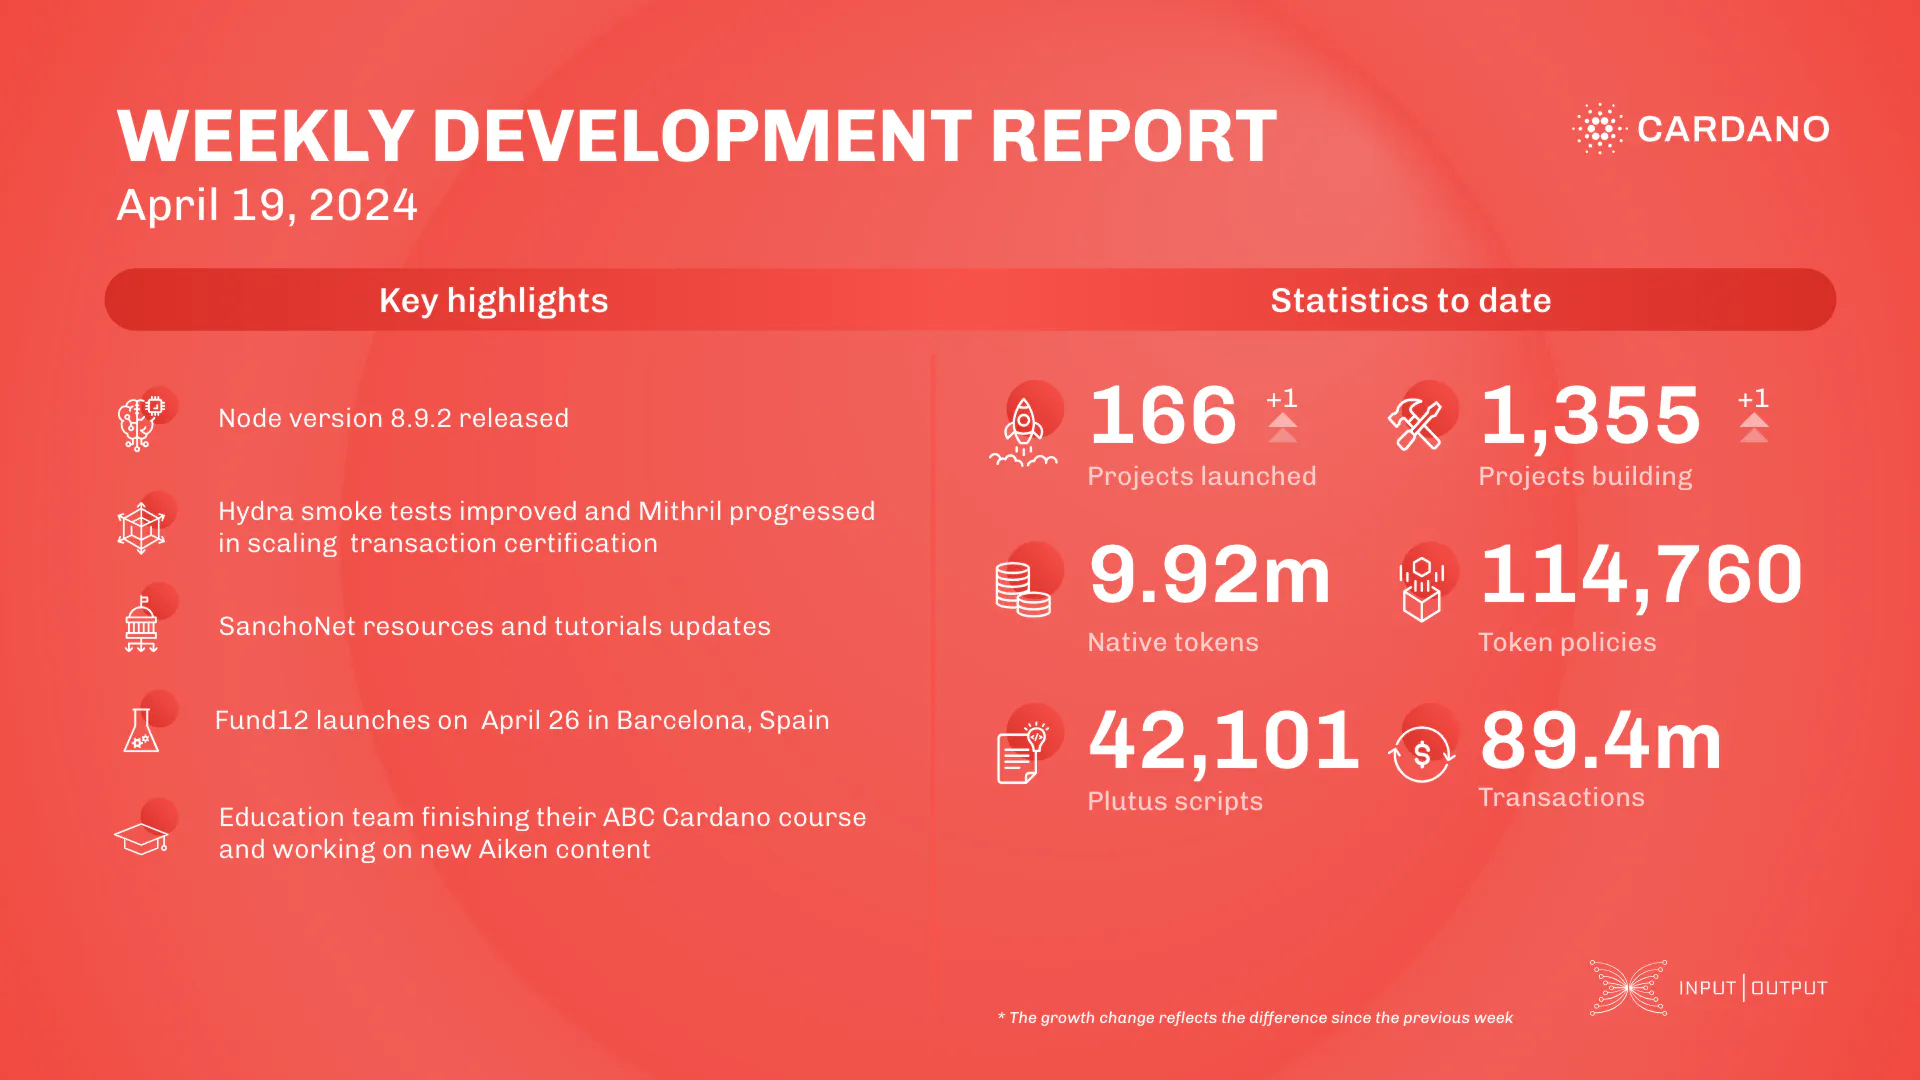 WEEKLY DEVELOPMENT REPORT
April 19, 2024
CARDANO
Key highlights
Statistics to date
Node version 8.9.2 released
Hydra smoke tests improved and Mithril progressed
in scaling  transaction certification
SanchoNet resources and tutorials updates
Fund12 launches on  April 26 in Barcelona, Spain
Education team finishing their ABC Cardano course
and working on new Aiken content
166 +1
Projects launched
1,355 +1
Projects building
9.92m
Native tokens
114,760
Token policies
42,101
Plutus scripts
$
89.4m
Transactions
* The growth change reflects the difference since the previous week
INPUT | OUTPUT